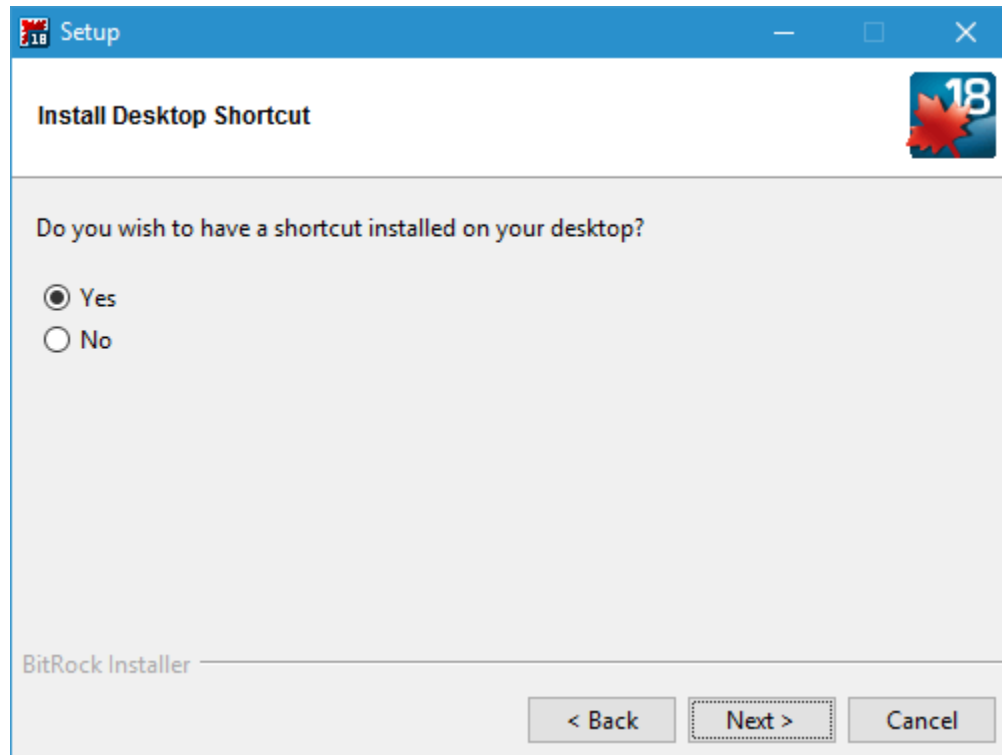 Setup
Install Desktop Shortcut
18
18
Do you wish to have a shortcut installed on your desktop?
Yes
No
BitRock Installer
< Back Next > Cancel